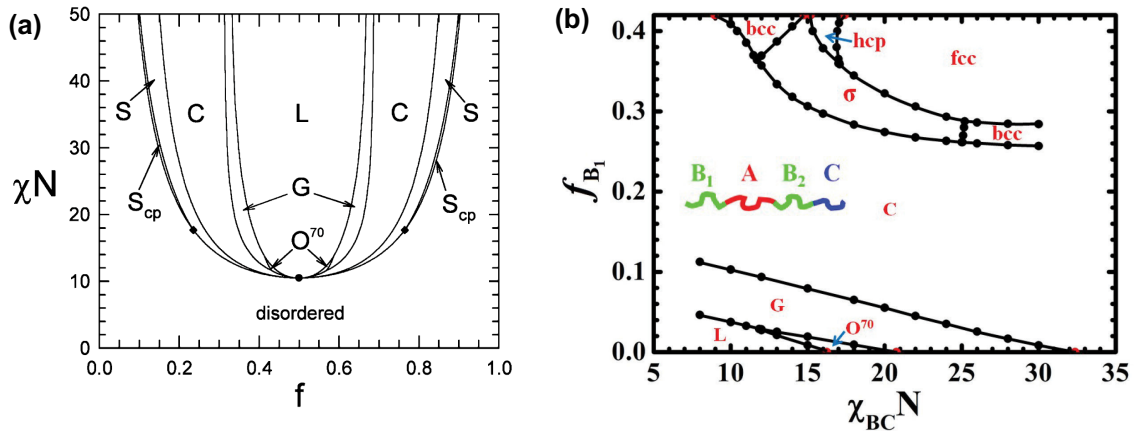 (a)
50
40
30
20
10
0
χN
S
C
L
C
S
S_cp
G
S_cp
O^70
disordered
0.0
0.2
0.4
0.6
0.8
1.0
f
(b)
0.4
0.3
0.2
0.1
0.0
f_B₁
bcc
hcp
fcc
σ
bcc
B₁ A B₂ C
C
G
L
O^70
5
10
15
20
25
30
35
χ_BC N